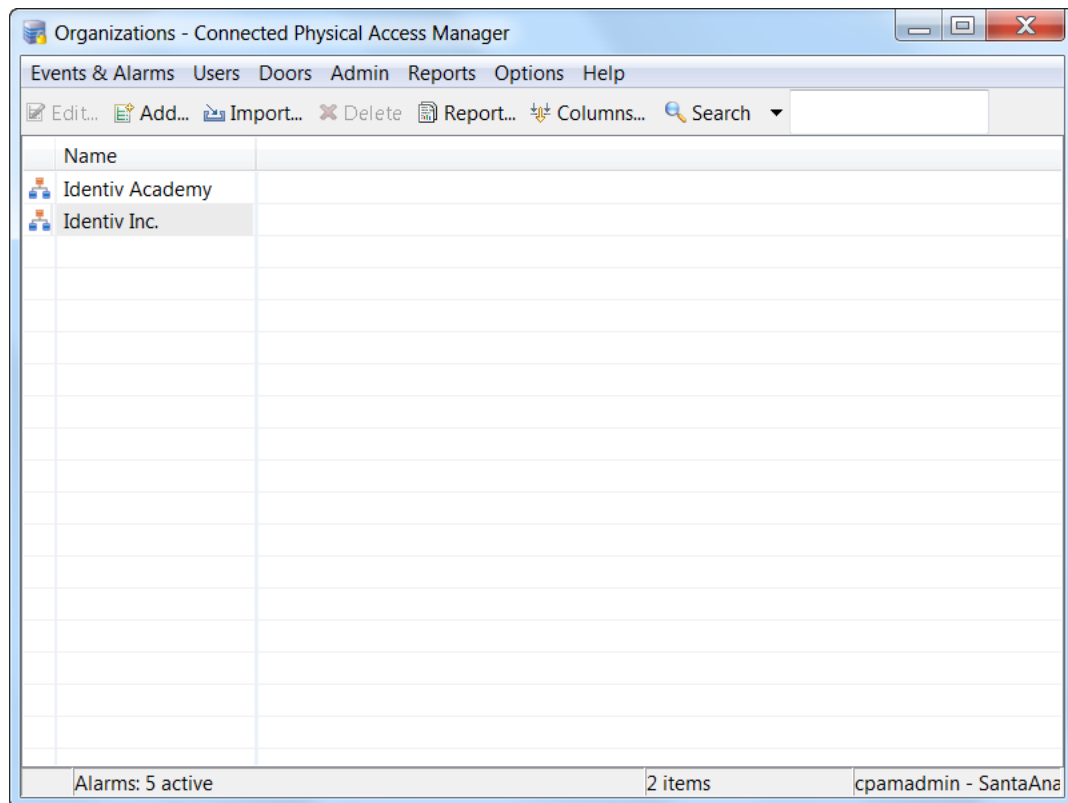 Organizations - Connected Physical Access Manager
Events & Alarms Users Doors Admin Reports Options Help
Edit... Add... Import... Delete Report... Columns... Search
Name
Identiv Academy
Identiv Inc.
Alarms: 5 active 2 items cpamadmin - SantaAna